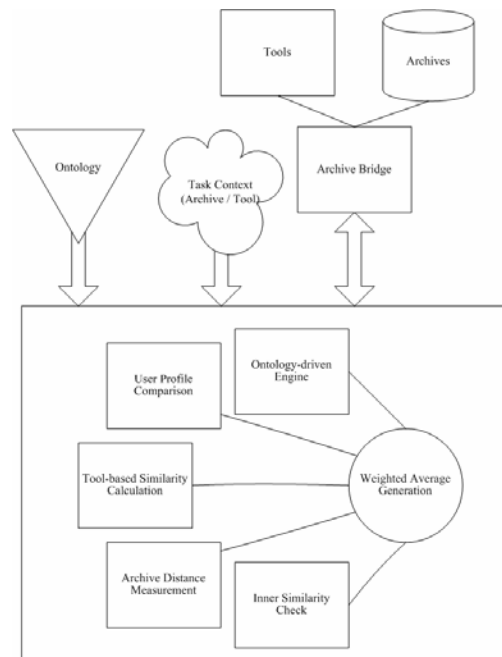 Tools
Archives
Ontology
Task Context
(Archive / Tool)
Archive Bridge
Ontology-driven
Engine
User Profile
Comparison
Tool-based Similarity
Calculation
Weighted Average
Generation
Archive Distance
Measurement
Inner Similarity
Check